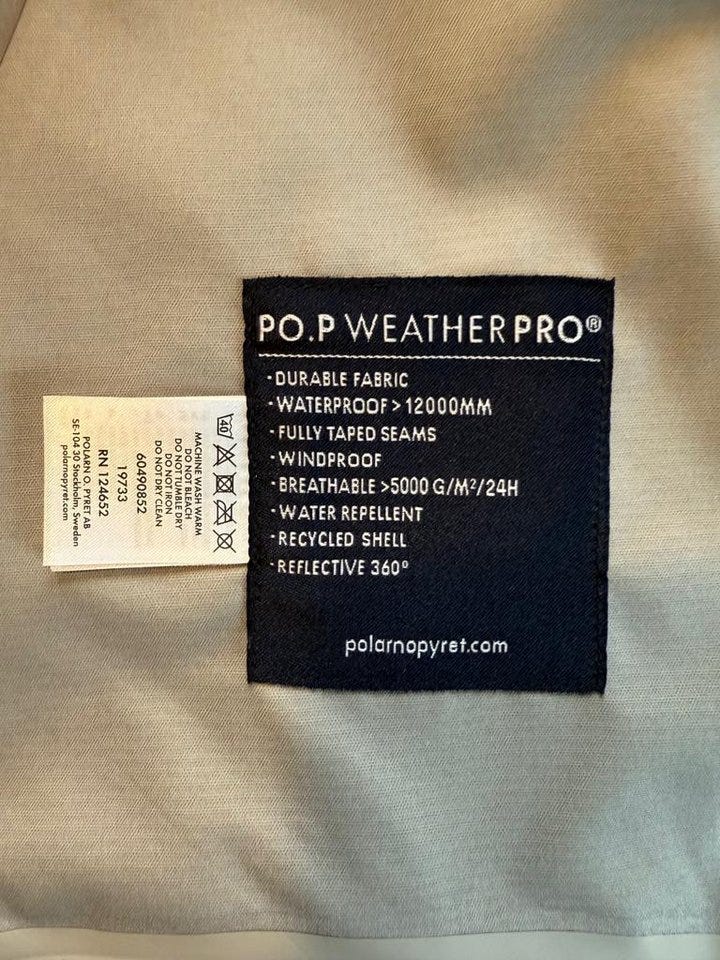 PO.P WEATHERPRO®
-DURABLE FABRIC
-WATERPROOF > 12000MM
-FULLY TAPED SEAMS
-WINDPROOF
-BREATHABLE >5000 G/M²/24H
-WATER REPELLENT
-RECYCLED SHELL
-REFLECTIVE 360°
polarnopyret.com
40
MACHINE WASH WARM
DO NOT BLEACH
DO NOT TUMBLE DRY
DO NOT IRON
DO NOT DRY CLEAN
60490852
19733
RN 124652
POLARN O. PYRET AB
SE-104 30 Stockholm, Sweden
polarnopyret.com